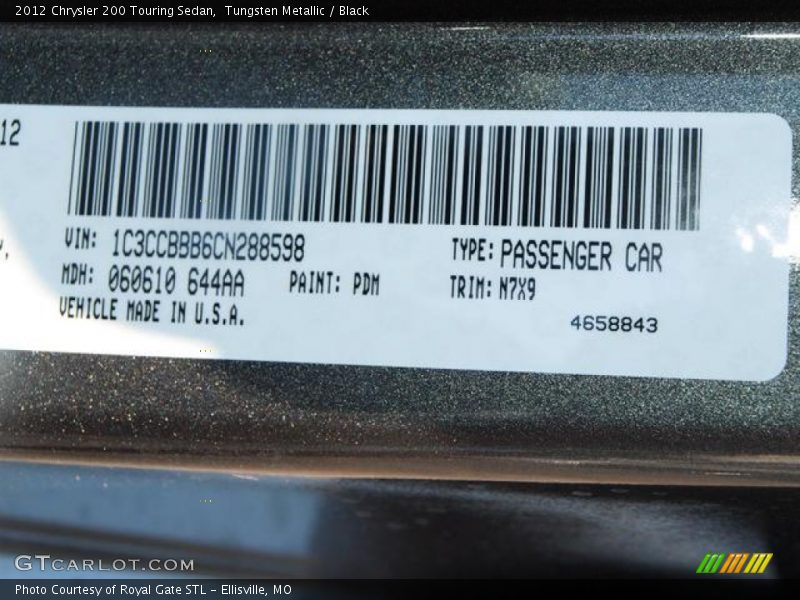 2012 Chrysler 200 Touring Sedan, Tungsten Metallic / Black
12
VIN: 1C3CCBBB6CN288598
TYPE: PASSENGER CAR
MDH: 060610 644AA
PAINT: PDM
TRIM: N7X9
VEHICLE MADE IN U.S.A.
4658843
GTCARLOT.COM
Photo Courtesy of Royal Gate STL - Ellisville, MO